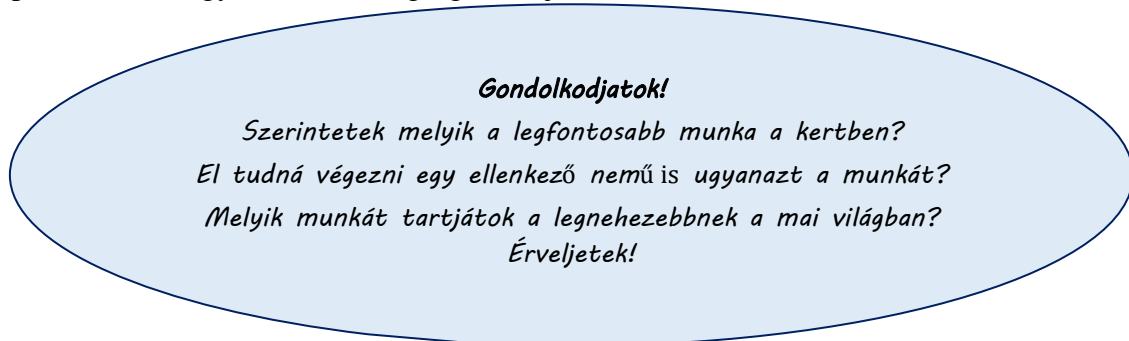 Gondolkodjatok!
Szerintetek melyik a legfontosabb munka a kertben?
El tudná végezni egy ellenkező nemű is ugyanazt a munkát?
Melyik munkát tartjátok a legnehezebbnek a mai világban?
Érveljetek!